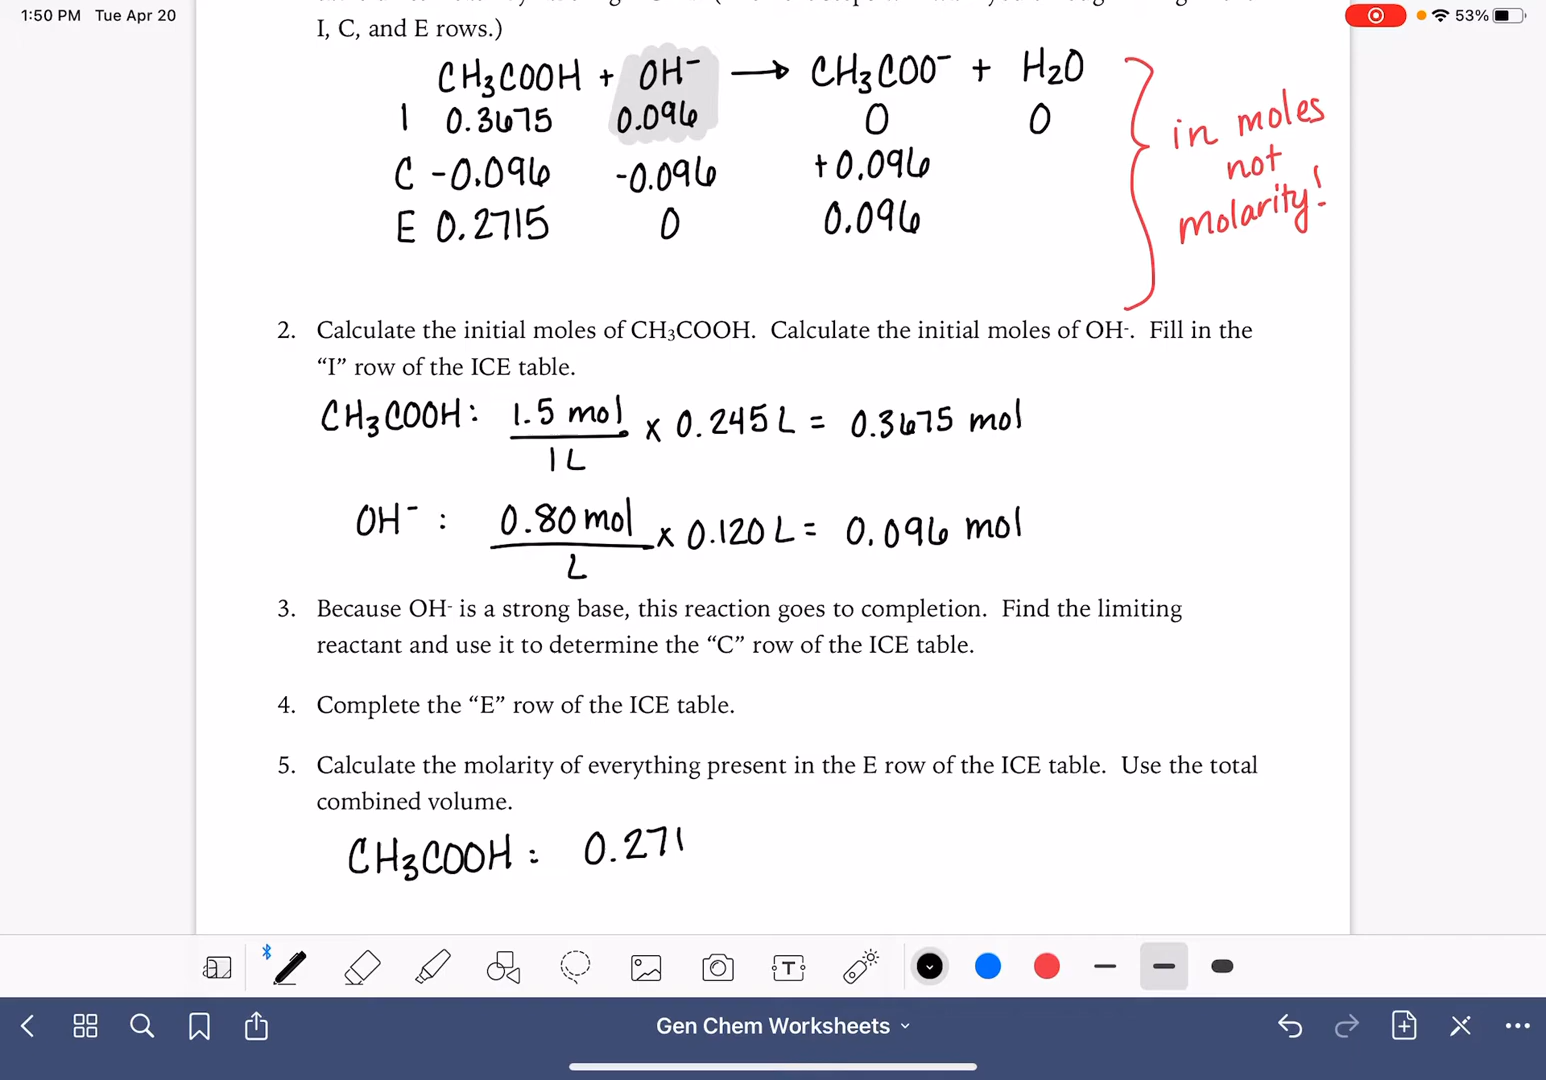 1:50 PM Tue Apr 20
53%
I, C, and E rows.)
CH₃COOH + OH⁻ → CH₃COO⁻ + H₂O
I 0.3675 0.096 0 0
C -0.096 -0.096 +0.096
E 0.2715 0 0.096
in moles
not
molarity!
2. Calculate the initial moles of CH₃COOH. Calculate the initial moles of OH-. Fill in the
“I” row of the ICE table.
CH₃COOH: 1.5 mol / 1 L x 0.245 L = 0.3675 mol
OH⁻ : 0.80 mol / L x 0.120 L = 0.096 mol
3. Because OH- is a strong base, this reaction goes to completion. Find the limiting
reactant and use it to determine the “C” row of the ICE table.
4. Complete the “E” row of the ICE table.
5. Calculate the molarity of everything present in the E row of the ICE table. Use the total
combined volume.
CH₃COOH: 0.271
Gen Chem Worksheets